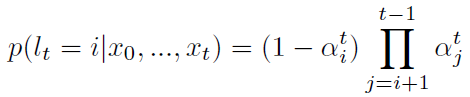 p(l_t = i|x_0, ..., x_t) = (1 − α_i^t) ∏_{j=i+1}^{t−1} α_j^t